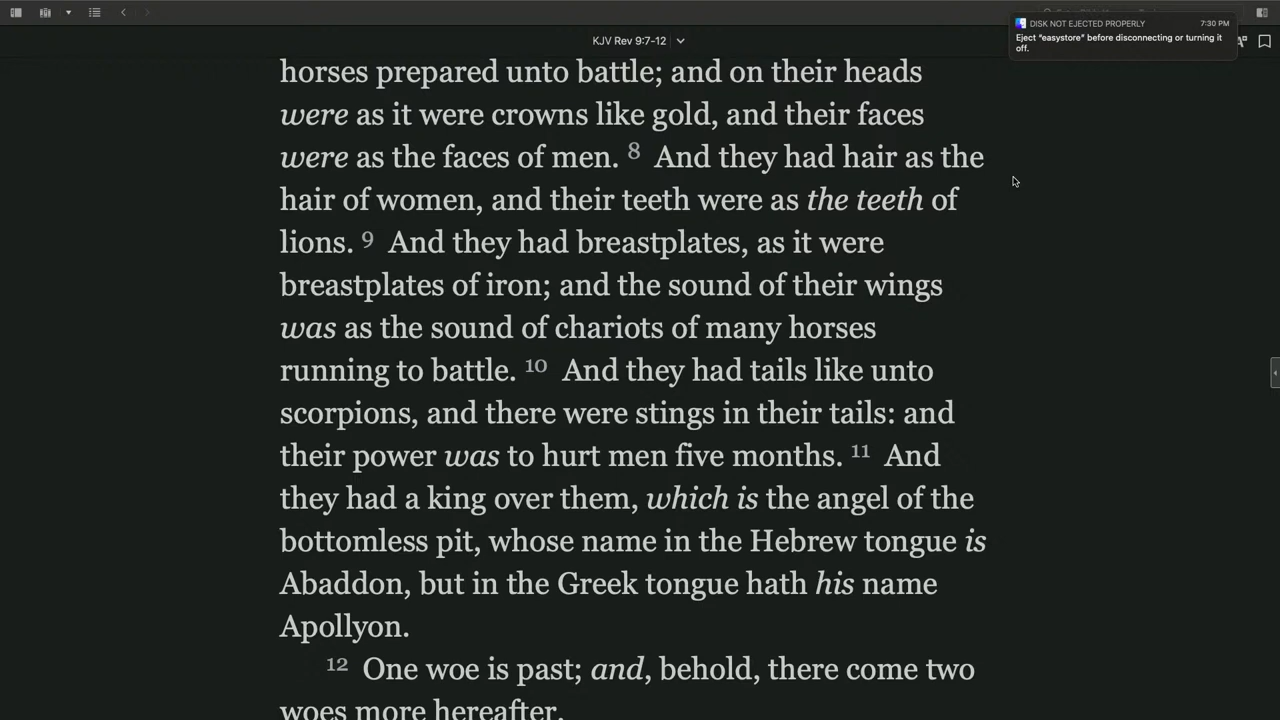 KJV Rev 9:7-12
DISK NOT EJECTED PROPERLY 7:30 PM
Eject "easystore" before disconnecting or turning it
off.
horses prepared unto battle; and on their heads
were as it were crowns like gold, and their faces
were as the faces of men. 8 And they had hair as the
hair of women, and their teeth were as the teeth of
lions. 9 And they had breastplates, as it were
breastplates of iron; and the sound of their wings
was as the sound of chariots of many horses
running to battle. 10 And they had tails like unto
scorpions, and there were stings in their tails: and
their power was to hurt men five months. 11 And
they had a king over them, which is the angel of the
bottomless pit, whose name in the Hebrew tongue is
Abaddon, but in the Greek tongue hath his name
Apollyon.
12 One woe is past; and, behold, there come two
woes more hereafter.